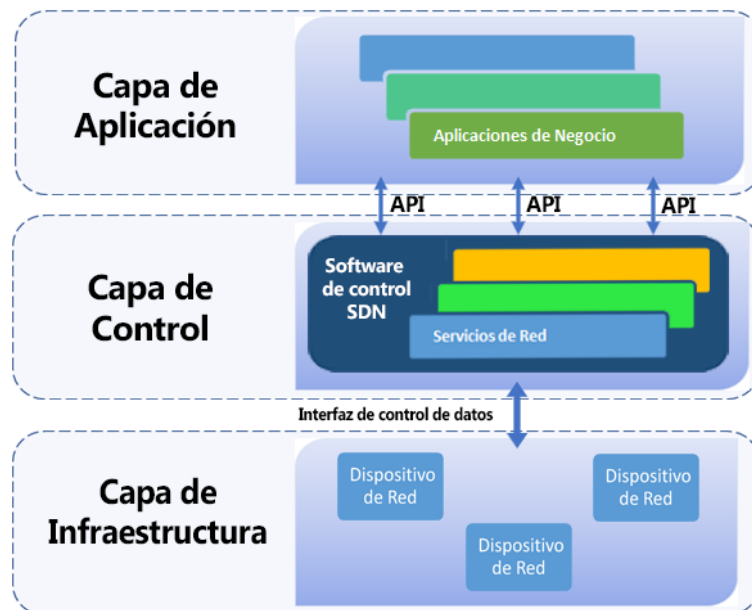 Capa de
Aplicación
Aplicaciones de Negocio
API
API
API
Capa de
Control
Software
de control
SDN
Servicios de Red
Interfaz de control de datos
Capa de
Infraestructura
Dispositivo
de Red
Dispositivo
de Red
Dispositivo
de Red